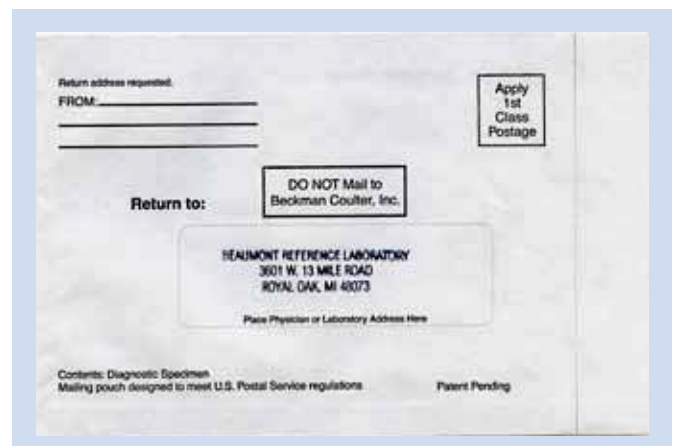 Return address requested.
FROM:
Apply
1st
Class
Postage
DO NOT Mail to
Beckman Coulter, Inc.
Return to:
BEAUMONT REFERENCE LABORATORY
3601 W. 13 MILE ROAD
ROYAL OAK, MI 48073
Place Physician or Laboratory Address Here
Contents: Diagnostic Specimen
Mailing pouch designed to meet U.S. Postal Service regulations
Patent Pending